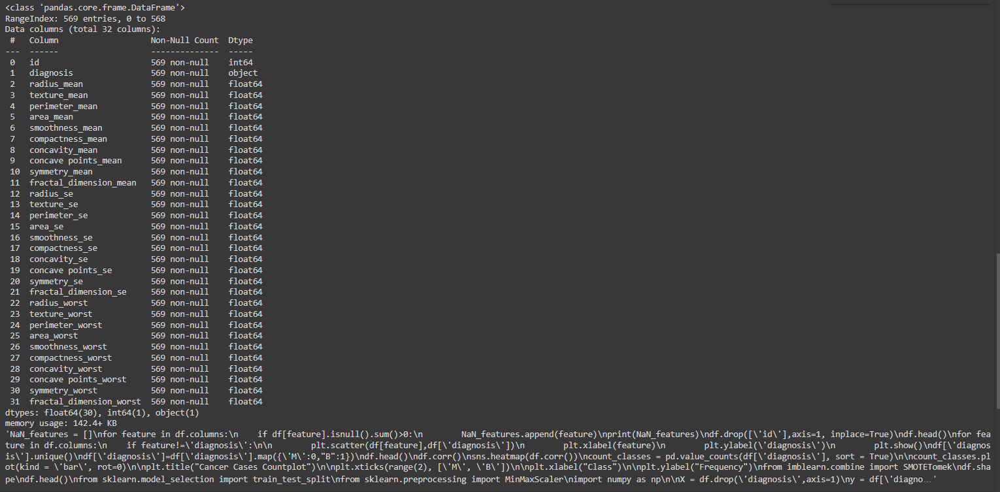 <class 'pandas.core.frame.DataFrame'>
RangeIndex: 569 entries, 0 to 568
Data columns (total 32 columns):
 #   Column                   Non-Null Count  Dtype
---  ------                   --------------  -----
 0   id                       569 non-null    int64
 1   diagnosis                569 non-null    object
 2   radius_mean              569 non-null    float64
 3   texture_mean             569 non-null    float64
 4   perimeter_mean           569 non-null    float64
 5   area_mean                569 non-null    float64
 6   smoothness_mean          569 non-null    float64
 7   compactness_mean         569 non-null    float64
 8   concavity_mean           569 non-null    float64
 9   concave points_mean      569 non-null    float64
 10  symmetry_mean            569 non-null    float64
 11  fractal_dimension_mean   569 non-null    float64
 12  radius_se                569 non-null    float64
 13  texture_se               569 non-null    float64
 14  perimeter_se             569 non-null    float64
 15  area_se                  569 non-null    float64
 16  smoothness_se            569 non-null    float64
 17  compactness_se           569 non-null    float64
 18  concavity_se             569 non-null    float64
 19  concave points_se        569 non-null    float64
 20  symmetry_se              569 non-null    float64
 21  fractal_dimension_se     569 non-null    float64
 22  radius_worst             569 non-null    float64
 23  texture_worst            569 non-null    float64
 24  perimeter_worst          569 non-null    float64
 25  area_worst               569 non-null    float64
 26  smoothness_worst         569 non-null    float64
 27  compactness_worst        569 non-null    float64
 28  concavity_worst          569 non-null    float64
 29  concave points_worst     569 non-null    float64
 30  symmetry_worst           569 non-null    float64
 31  fractal_dimension_worst  569 non-null    float64
dtypes: float64(30), int64(1), object(1)
memory usage: 142.4+ KB
'NaN_features = []\nfor feature in df.columns:\n    if df[feature].isnull().sum()>0:\n        NaN_features.append(feature)\nprint(NaN_features)\ndf.drop([\'id\'],axis=1, inplace=True)\ndf.head()\nfor fea
ture in df.columns:\n    if feature!=\'diagnosis\':\n\n        plt.scatter(df[feature],df[\'diagnosis\'])\n        plt.xlabel(feature)\n        plt.ylabel(\'diagnosis\')\n        plt.show()\ndf[\'diagnos
is\'].unique()\ndf[\'diagnosis\']=df[\'diagnosis\'].map({\'M\':0,"B":1})\ndf.head()\ndf.corr()\nsns.heatmap(df.corr())\ncount_classes = pd.value_counts(df[\'diagnosis\'], sort = True)\n\ncount_classes.pl
ot(kind = \'bar\', rot=0)\n\nplt.title("Cancer Cases Countplot")\n\nplt.xticks(range(2), [\'M\', \'B\'])\n\nplt.xlabel("Class")\n\nplt.ylabel("Frequency")\nfrom imblearn.combine import SMOTETomek\ndf.sha
pe\ndf.head()\nfrom sklearn.model_selection import train_test_split\nfrom sklearn.preprocessing import MinMaxScaler\nimport numpy as np\n\nX = df.drop(\'diagnosis\',axis=1)\ny = df[\'diagno…'